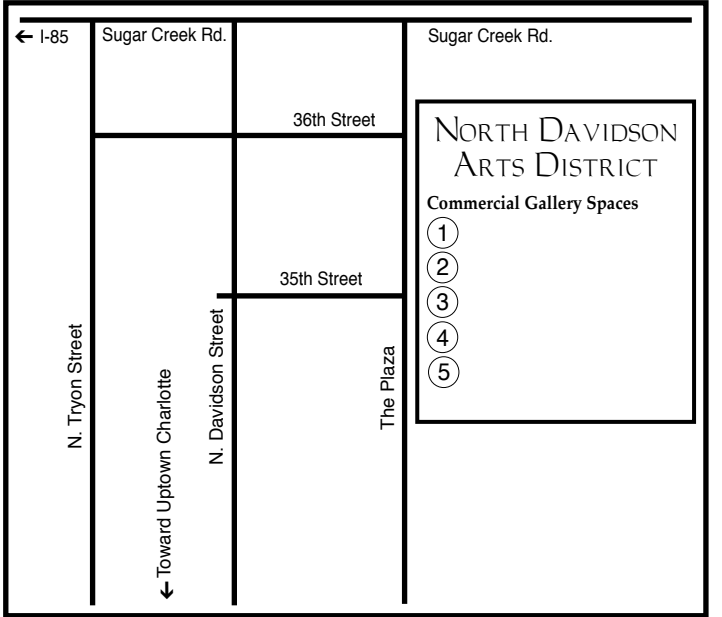 ← I-85
Sugar Creek Rd.
Sugar Creek Rd.
36th Street
NORTH DAVIDSON
ARTS DISTRICT
Commercial Gallery Spaces
1
2
3
4
5
35th Street
N. Tryon Street
← Toward Uptown Charlotte
N. Davidson Street
The Plaza